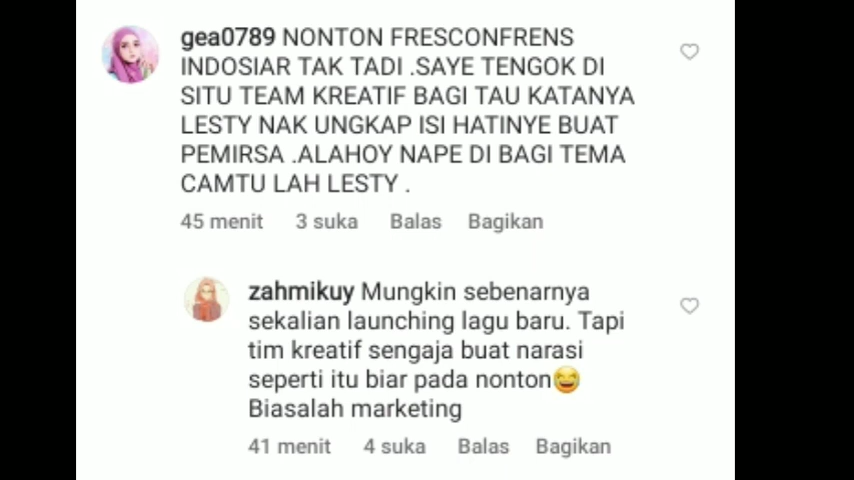 gea0789 NONTON FRESCONFRENS
INDOSIAR TAK TADI .SAYE TENGOK DI
SITU TEAM KREATIF BAGI TAU KATANYA
LESTY NAK UNGKAP ISI HATINYE BUAT
PEMIRSA .ALAHOY NAPE DI BAGI TEMA
CAMTU LAH LESTY .
45 menit 3 suka Balas Bagikan
zahmikuy Mungkin sebenarnya
sekalian launching lagu baru. Tapi
tim kreatif sengaja buat narasi
seperti itu biar pada nonton😆
Biasalah marketing
41 menit 4 suka Balas Bagikan